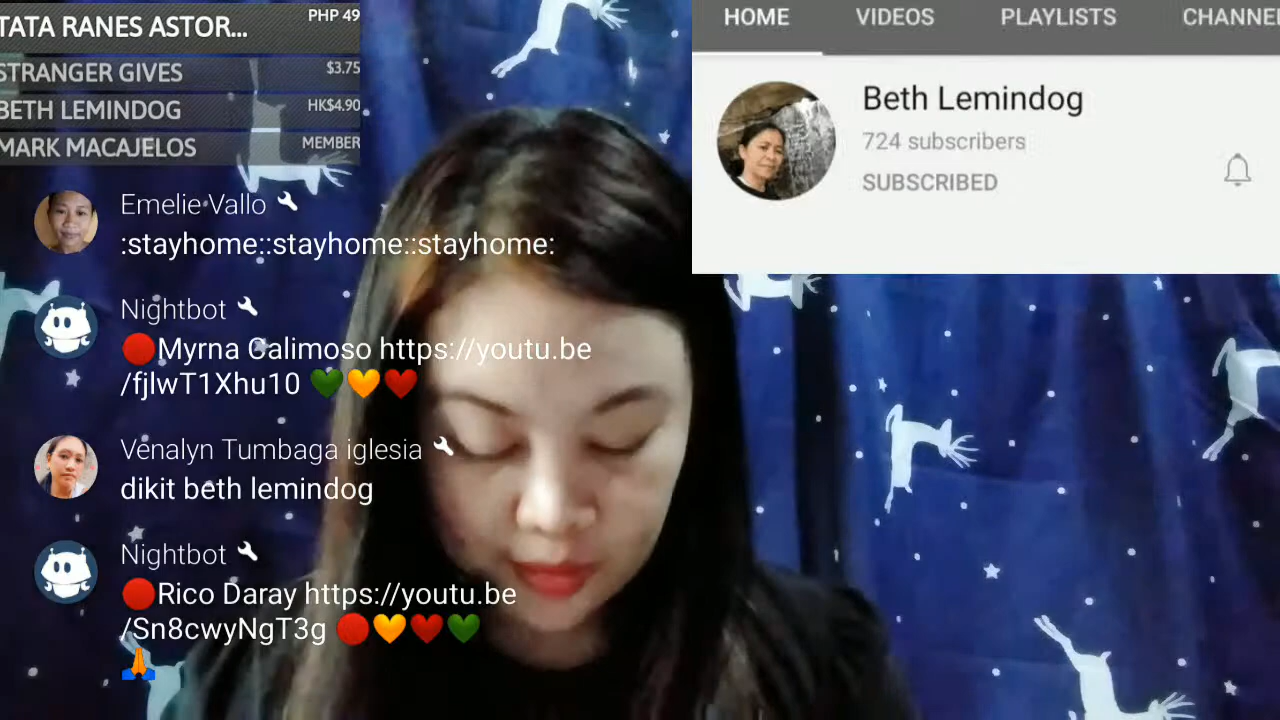 TATA RANES ASTOR... PHP 49
STRANGER GIVES $3.75
BETH LEMINDOG HK$4.90
MARK MACAJELOS MEMBER
HOME VIDEOS PLAYLISTS CHANNEL
Beth Lemindog
724 subscribers
SUBSCRIBED
Emelie Vallo
:stayhome::stayhome::stayhome:
Nightbot
🔴Myrna Calimoso https://youtu.be
/fjlwT1Xhu10 💚🧡❤️
Venalyn Tumbaga iglesia
dikit beth lemindog
Nightbot
🔴Rico Daray https://youtu.be
/Sn8cwyNgT3g 🔴🧡❤️💚
🙏